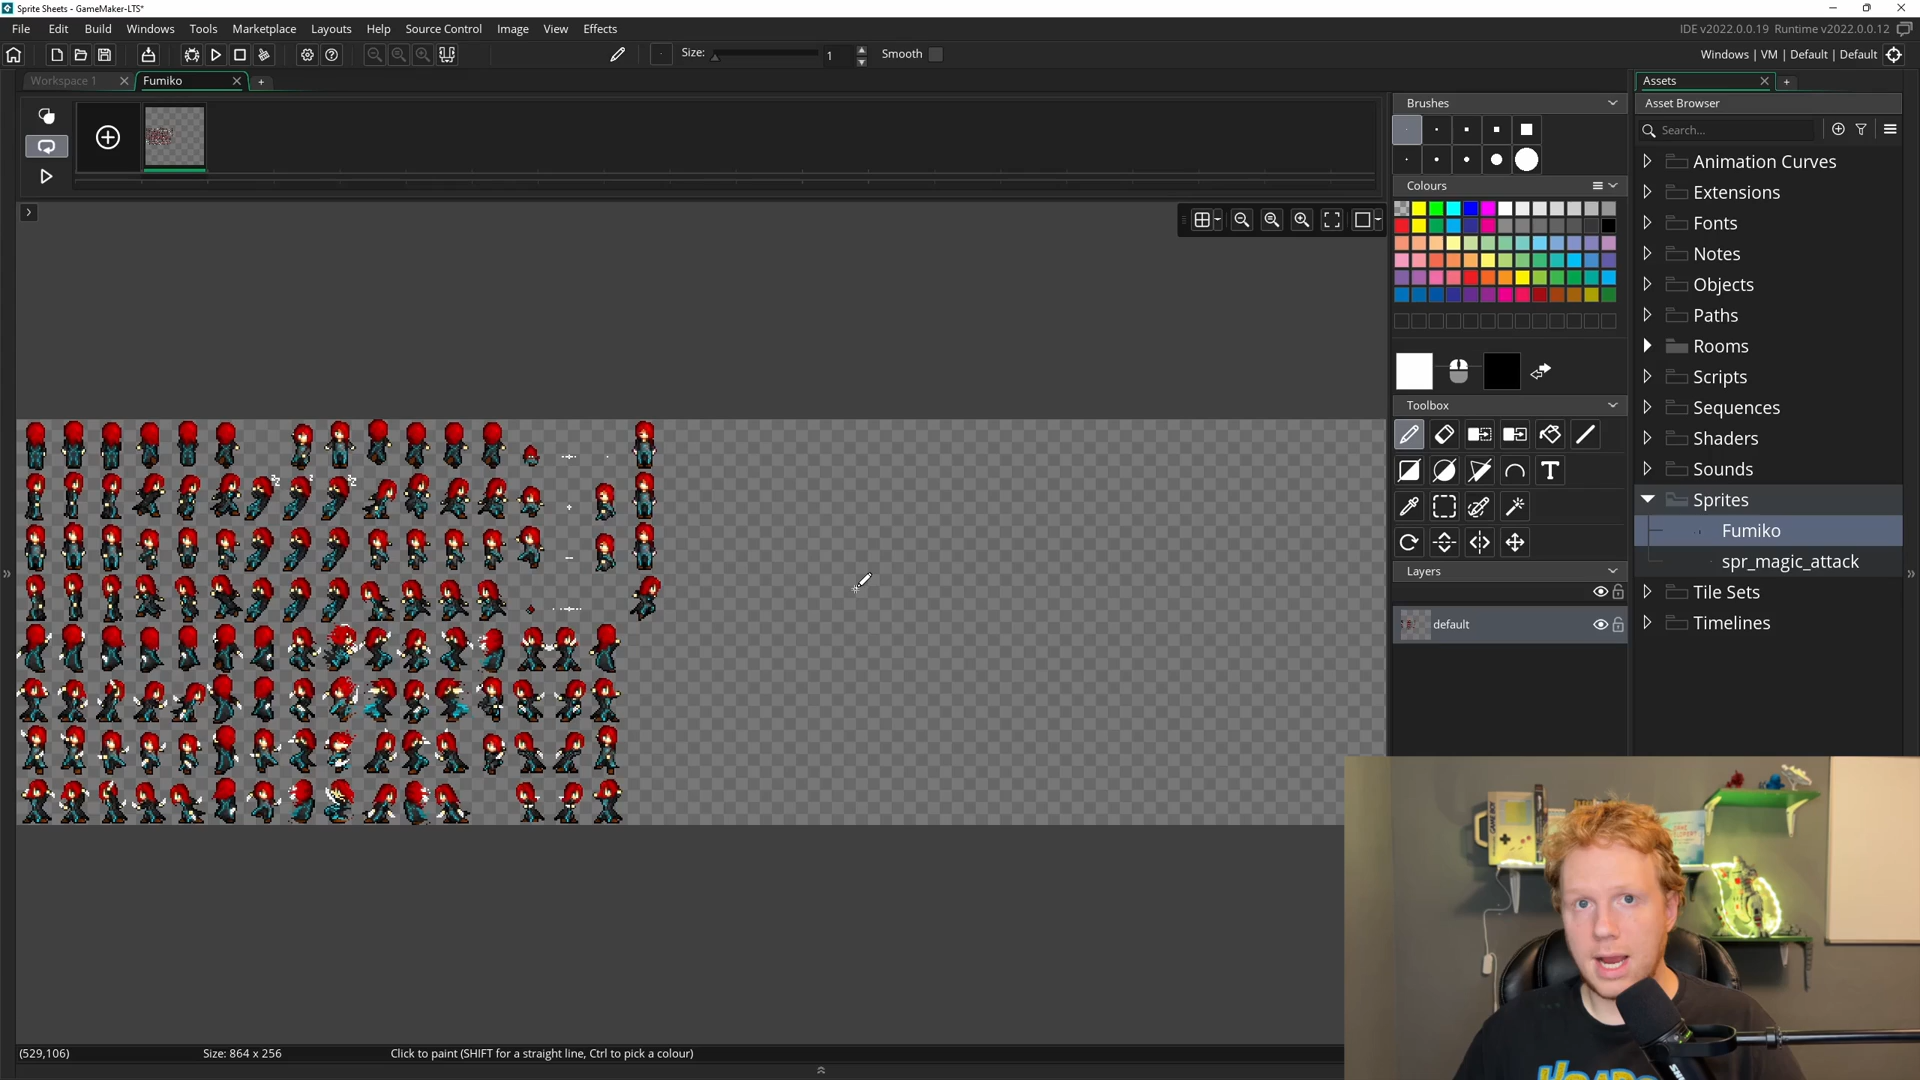 Sprite Sheets - GameMaker-LTS*
File Edit Build Windows Tools Marketplace Layouts Help Source Control Image View Effects
IDE v2022.0.0.19 Runtime v2022.0.0.12
Size: 1 Smooth
Windows | VM | Default | Default
Workspace 1
Fumiko
Assets
Brushes
Asset Browser
Search...
Animation Curves
Colours
Extensions
Fonts
Notes
Objects
Paths
Rooms
Scripts
Toolbox
Sequences
Shaders
Sounds
Sprites
Fumiko
spr_magic_attack
Layers
Tile Sets
default
Timelines
GAME BOY
(529,106)
Size: 864 x 256
Click to paint (SHIFT for a straight line, Ctrl to pick a colour)